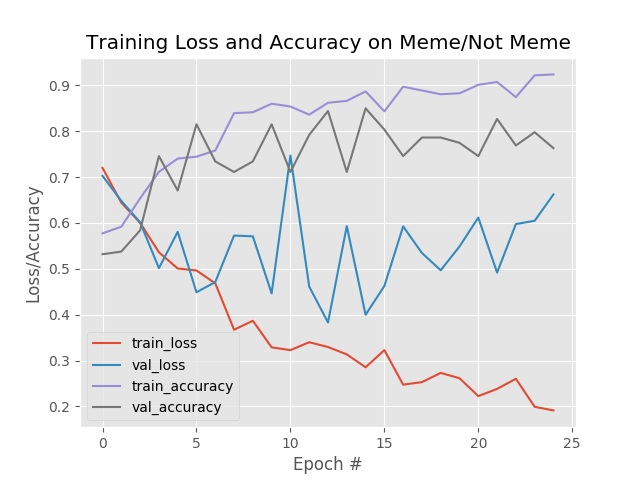 Training Loss and Accuracy on Meme/Not Meme
Loss/Accuracy
0.9
0.8
0.7
0.6
0.5
0.4
0.3
0.2
train_loss
val_loss
train_accuracy
val_accuracy
0 5 10 15 20 25
Epoch #